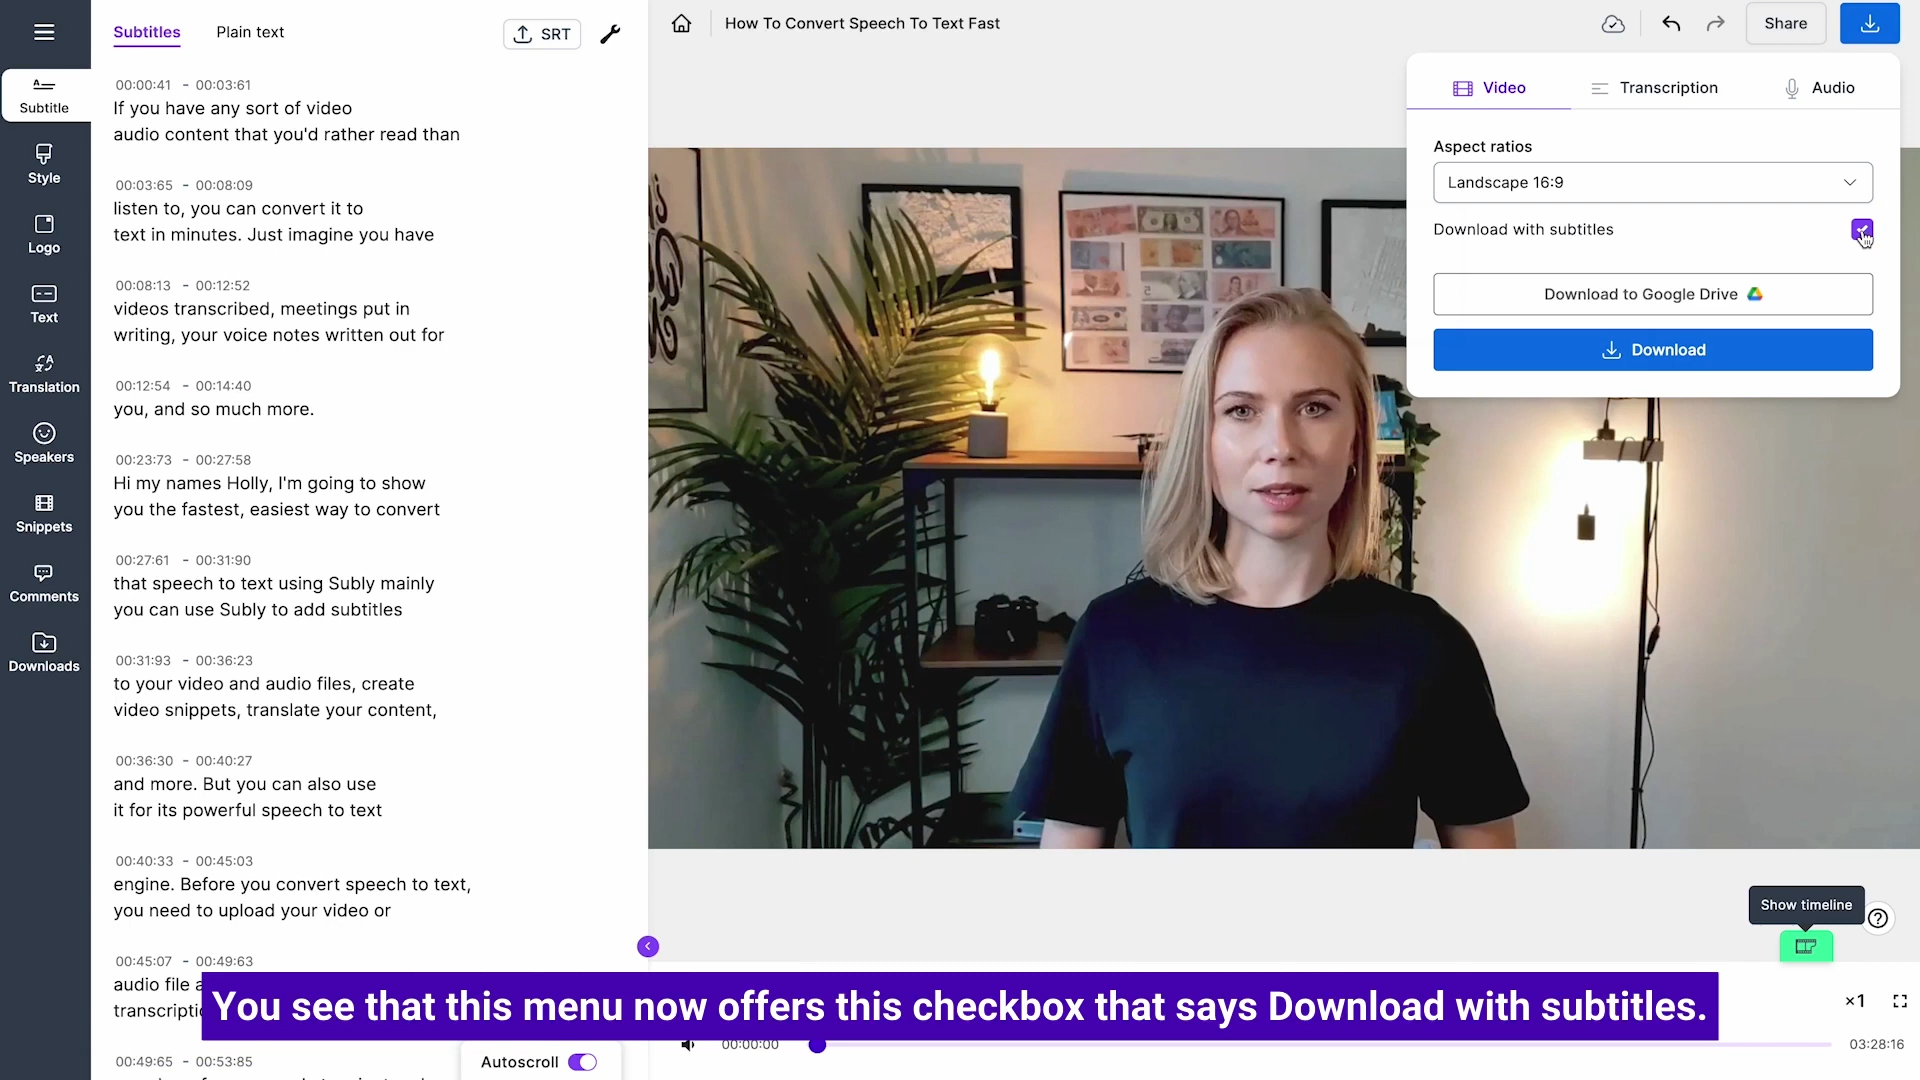 Subtitle
Style
Logo
Text
Translation
Speakers
Snippets
Comments
Downloads
Subtitles
Plain text
SRT
00:00:41 - 00:03:61
If you have any sort of video
audio content that you'd rather read than
00:03:65 - 00:08:09
listen to, you can convert it to
text in minutes. Just imagine you have
00:08:13 - 00:12:52
videos transcribed, meetings put in
writing, your voice notes written out for
00:12:54 - 00:14:40
you, and so much more.
00:23:73 - 00:27:58
Hi my names Holly, I'm going to show
you the fastest, easiest way to convert
00:27:61 - 00:31:90
that speech to text using Subly mainly
you can use Subly to add subtitles
00:31:93 - 00:36:23
to your video and audio files, create
video snippets, translate your content,
00:36:30 - 00:40:27
and more. But you can also use
it for its powerful speech to text
00:40:33 - 00:45:03
engine. Before you convert speech to text,
you need to upload your video or
00:45:07 - 00:49:63
audio file
00:49:65 - 00:53:85
Autoscroll
How To Convert Speech To Text Fast
Share
Video
Transcription
Audio
Aspect ratios
Landscape 16:9
Download with subtitles
Download to Google Drive
Download
Show timeline
You see that this menu now offers this checkbox that says Download with subtitles.
×1
00:00:00
03:28:16